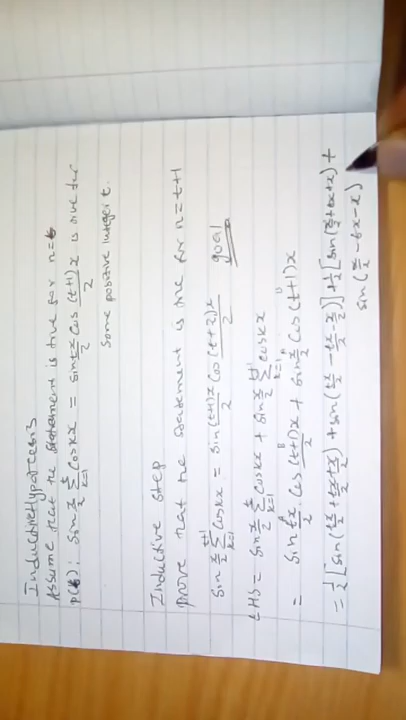 Inductive Hypothesis
Assume that the statement is true for n=t
P(t): sin x/2 ∑_{k=1}^{t} cos kx = sin tx/2 cos (t+1)x/2 is true for
some positive integer t.
Inductive Step
Prove that the statement is true for n=t+1
sin x/2 ∑_{k=1}^{t+1} cos kx = sin (t+1)x/2 cos (t+2)x/2 goal
LHS = sin x/2 ∑_{k=1}^{t} cos kx + sin x/2 ∑_{k=1}^{t+1} cos kx
= sin tx/2 cos (t+1)x/2 + sin x/2 cos (t+1)x
= 1/2 [sin(tx/2 + tx/2 + x/2) + sin(tx/2 - tx/2 - x/2)] + 1/2 [sin(x/2 + tx + x) +
sin(x/2 - tx - x)